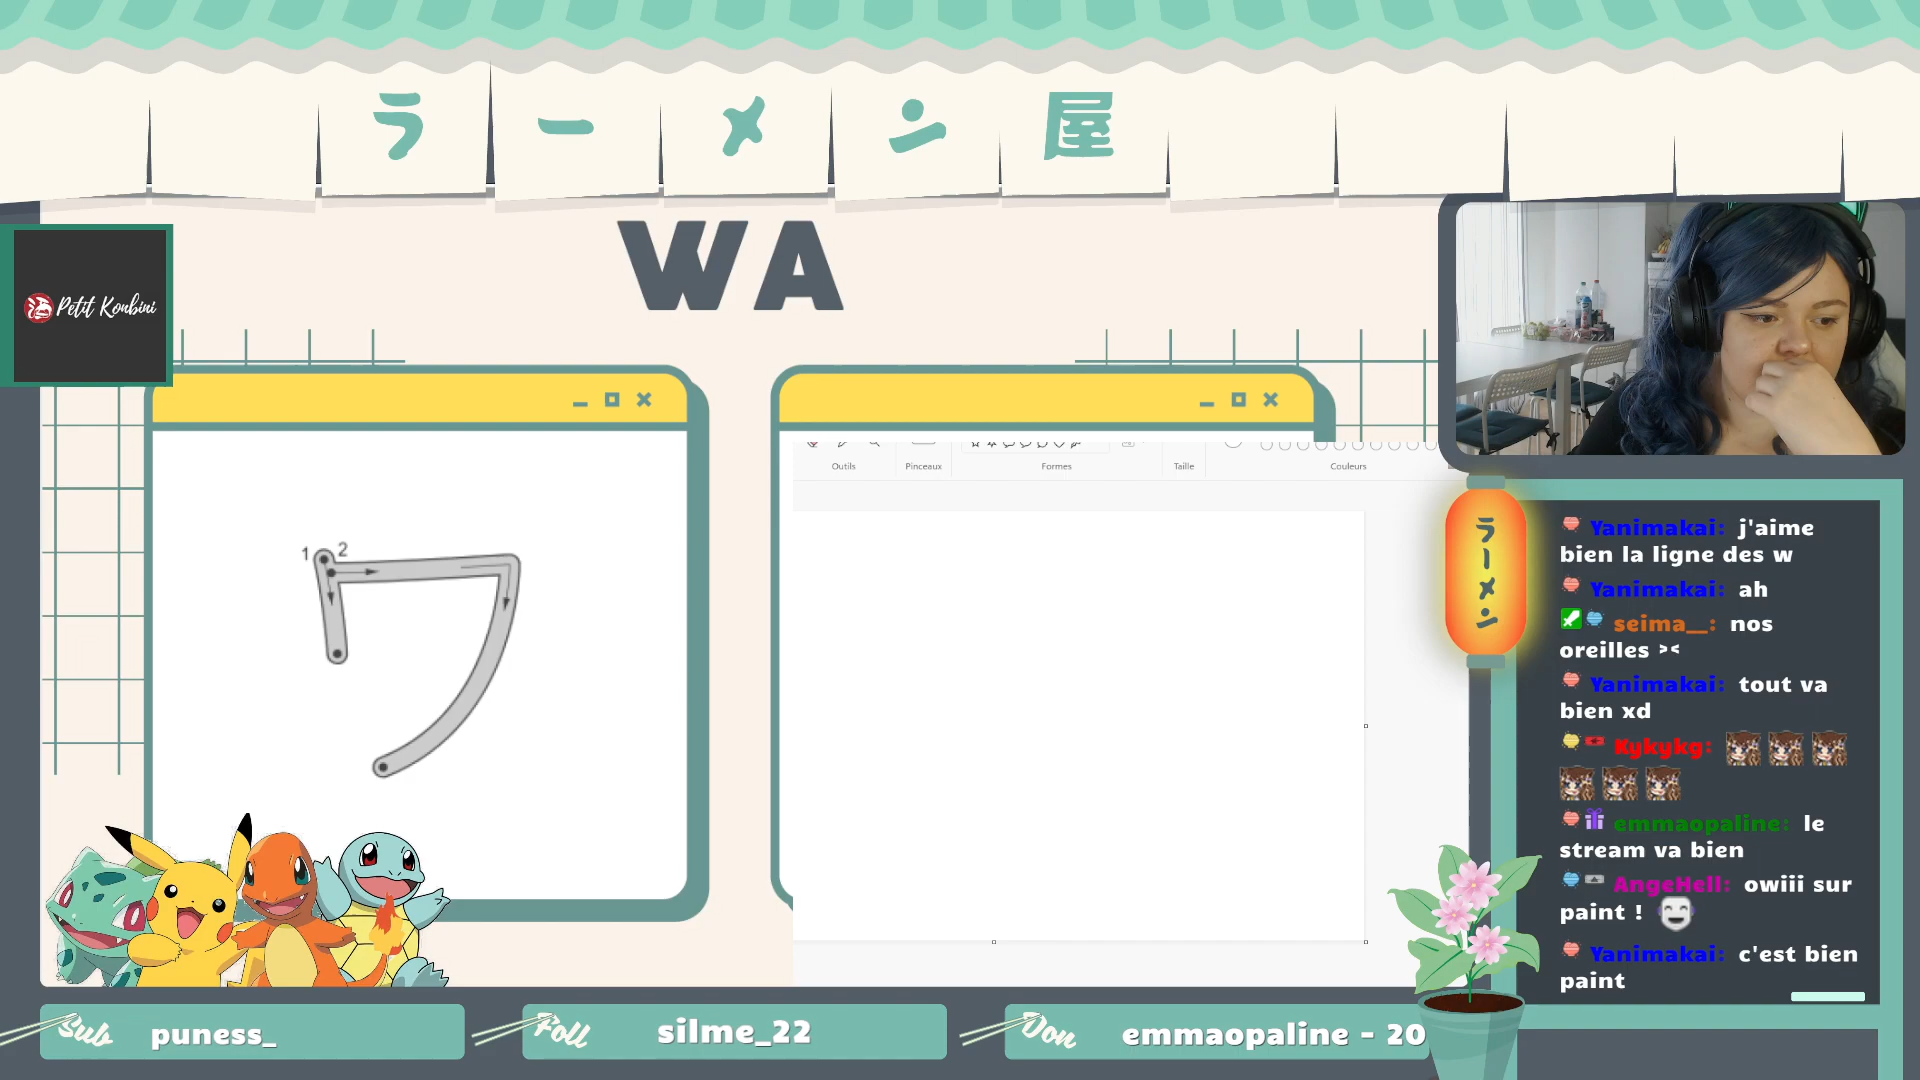 ラーメン屋
WA
Petit Konbini
1 2
Outils
Pinceaux
Formes
Taille
Couleurs
ラーメン
Yanimakai: j'aime
bien la ligne des w
Yanimakai: ah
seima__: nos
oreilles ><
Yanimakai: tout va
bien xd
Kykykg:
emmaopaline: le
stream va bien
AngeHell: owiii sur
paint !
Yanimakai: c'est bien
paint
Sub puness_
Foll silme_22
Don emmaopaline - 20